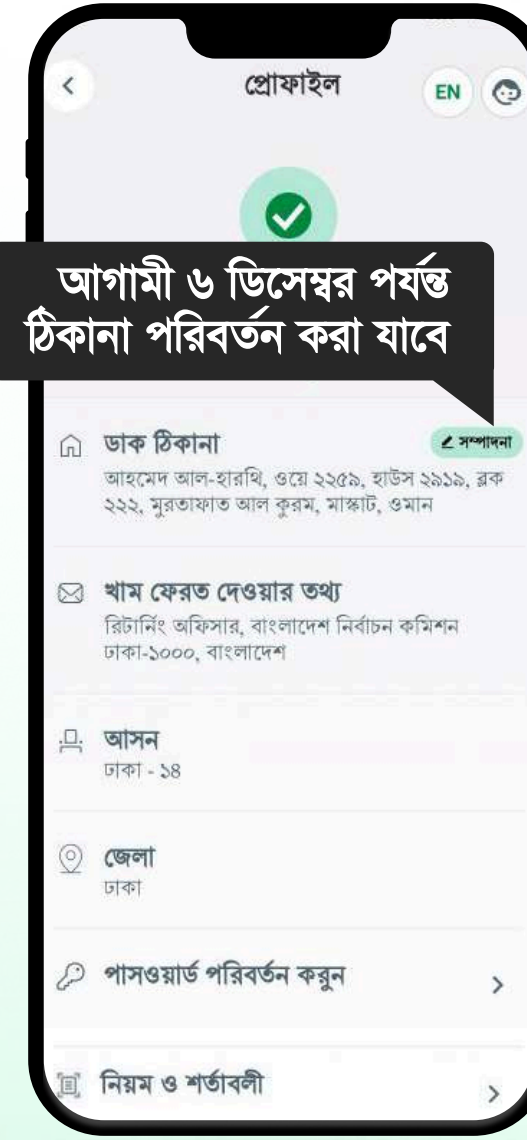 প্রোফাইল
EN
আগামী ৬ ডিসেম্বর পর্যন্ত
ঠিকানা পরিবর্তন করা যাবে
ডাক ঠিকানা
সম্পাদনা
আহমেদ আল-হারথি, ওয়ে ২২৫৯, হাউস ২৯১৯, ব্লক
২২২, মুরতাফাত আল কুরম, মাস্কাট, ওমান
খাম ফেরত দেওয়ার তথ্য
রিটার্নিং অফিসার, বাংলাদেশ নির্বাচন কমিশন
ঢাকা-১০০০, বাংলাদেশ
আসন
ঢাকা - ১৪
জেলা
ঢাকা
পাসওয়ার্ড পরিবর্তন করুন
নিয়ম ও শর্তাবলী